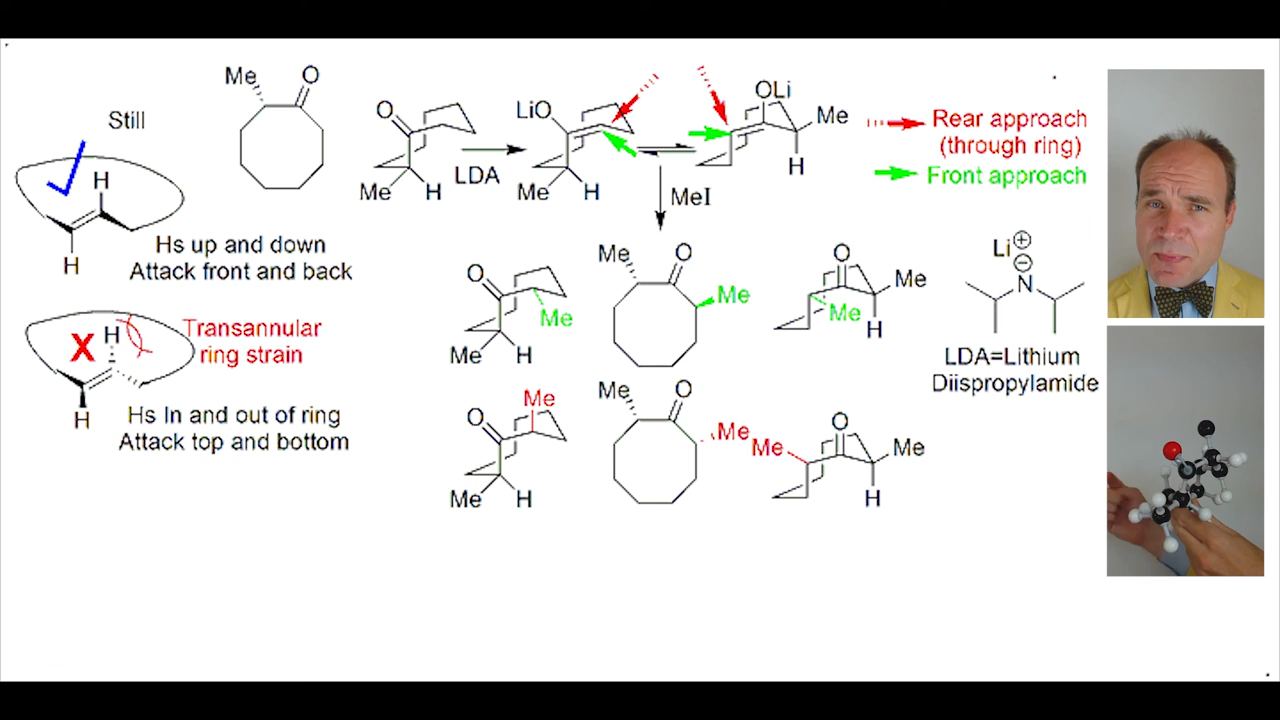 Still
H
H
Hs up and down
Attack front and back
X
H
H
Transannular
ring strain
Hs In and out of ring
Attack top and bottom
Me
O
O
Me
H
LDA
LiO
Me
H
OLi
Me
H
Rear approach
(through ring)
Front approach
MeI
O
Me
Me
H
Me
O
Me
O
Me
Me
H
Li
N
LDA=Lithium
Diispropylamide
Me
O
Me
H
Me
O
Me
Me
O
Me
H